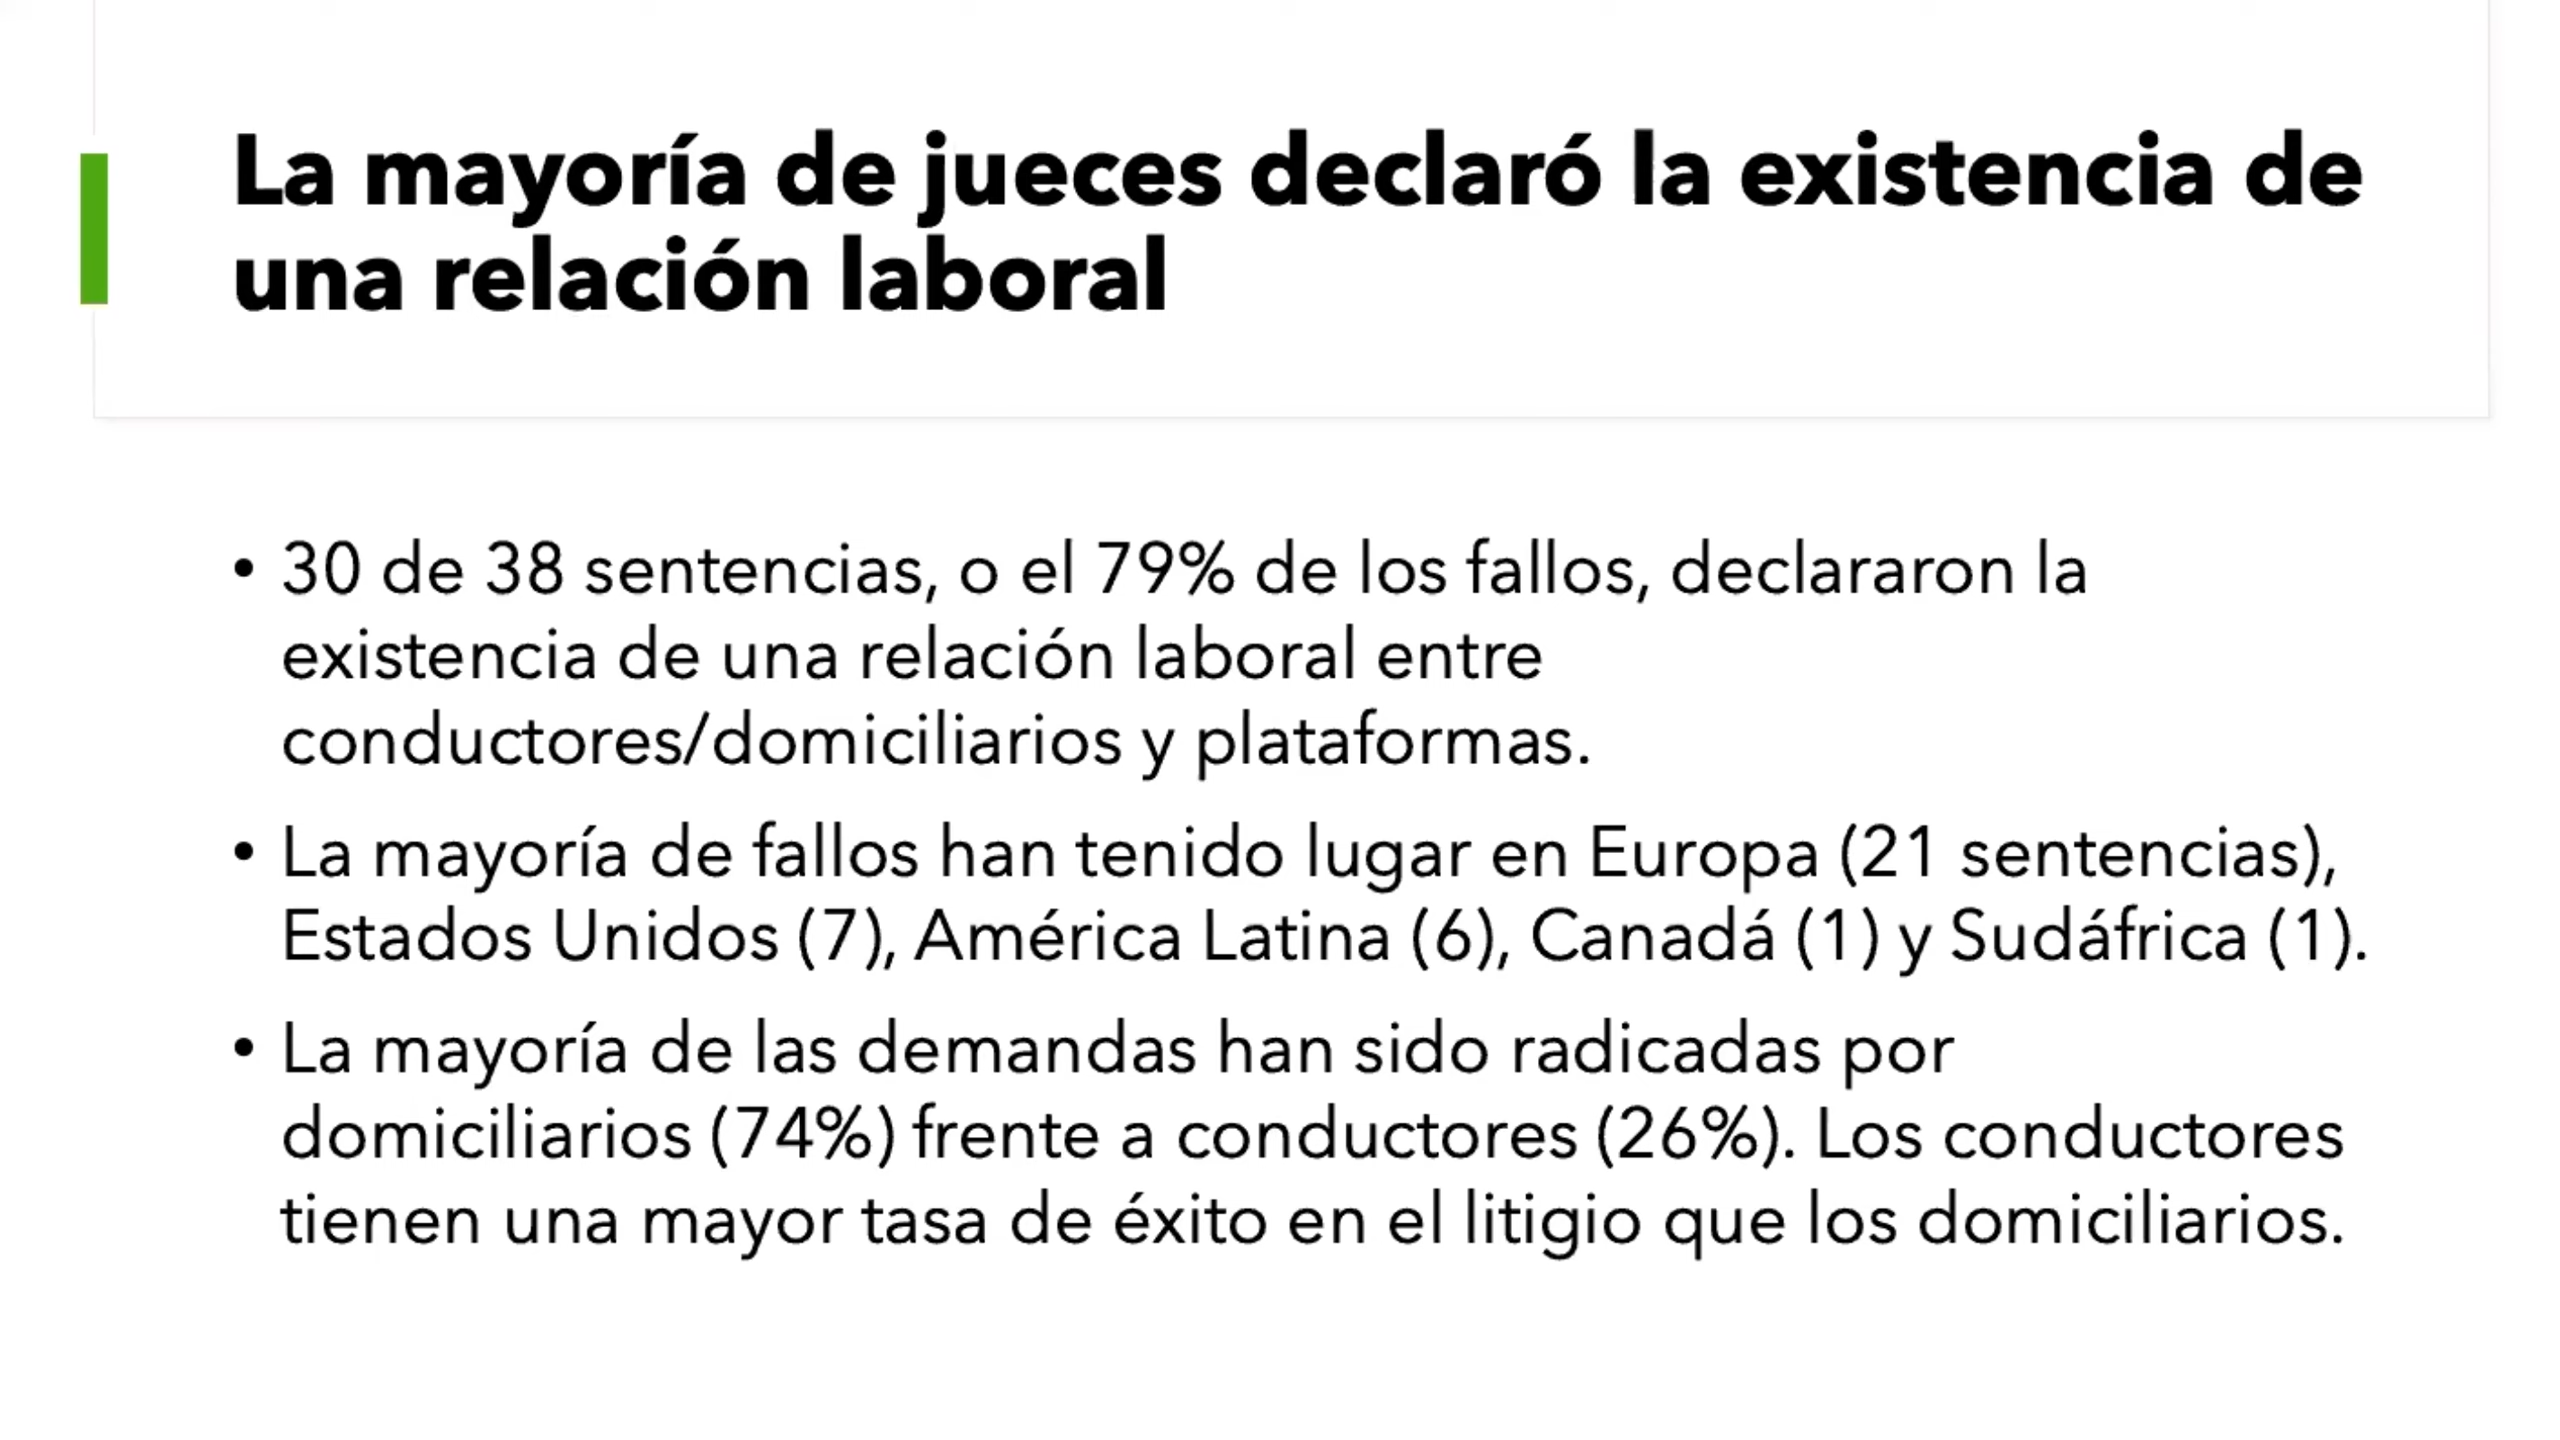 La mayoría de jueces declaró la existencia de
una relación laboral
• 30 de 38 sentencias, o el 79% de los fallos, declararon la
existencia de una relación laboral entre
conductores/domiciliarios y plataformas.
• La mayoría de fallos han tenido lugar en Europa (21 sentencias),
Estados Unidos (7), América Latina (6), Canadá (1) y Sudáfrica (1).
• La mayoría de las demandas han sido radicadas por
domiciliarios (74%) frente a conductores (26%). Los conductores
tienen una mayor tasa de éxito en el litigio que los domiciliarios.